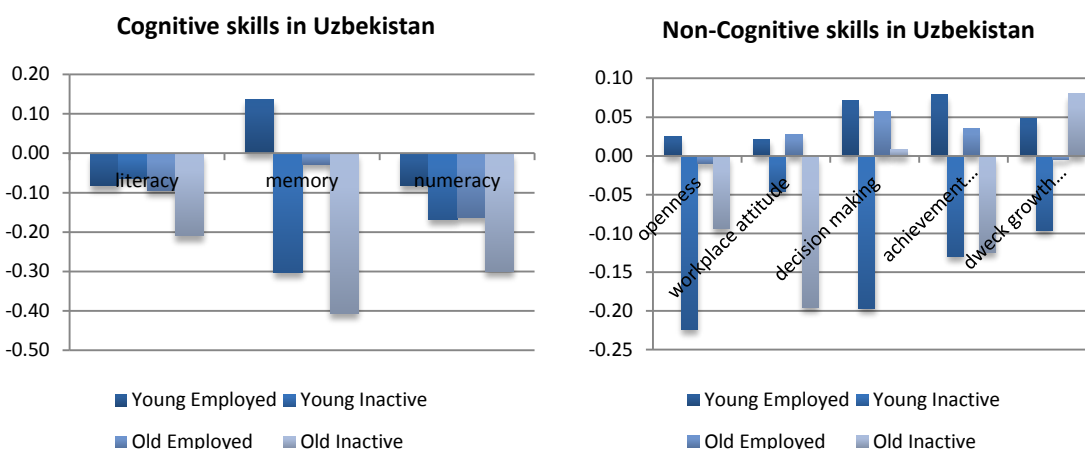 Cognitive skills in Uzbekistan
0.20
0.10
0.00
-0.10
-0.20
-0.30
-0.40
-0.50
literacy
memory
numeracy
Young Employed
Young Inactive
Old Employed
Old Inactive
Non-Cognitive skills in Uzbekistan
0.10
0.05
0.00
-0.05
-0.10
-0.15
-0.20
-0.25
openness
workplace attitude
decision making
achievement...
dweck growth...
Young Employed
Young Inactive
Old Employed
Old Inactive